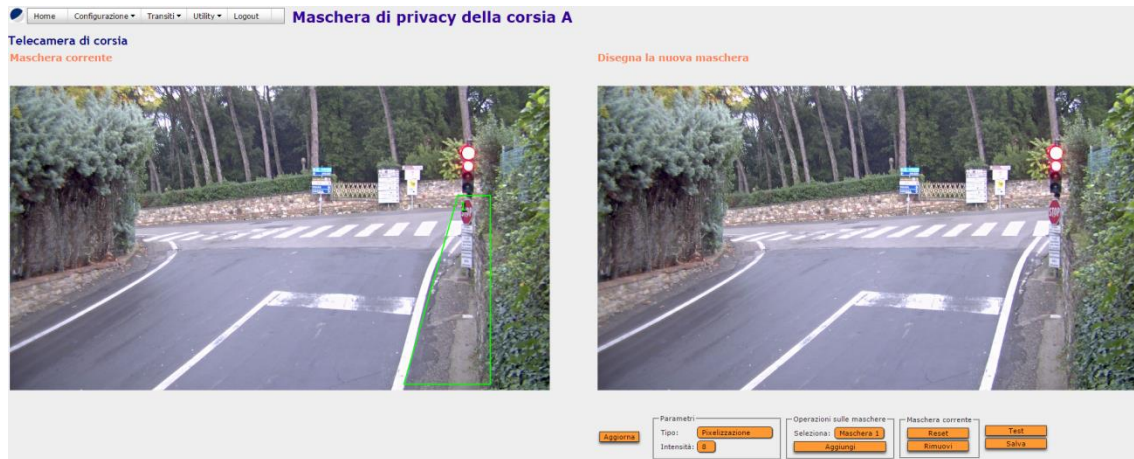 Home Configurazione Transiti Utility Logout
Maschera di privacy della corsia A
Telecamera di corsia
Maschera corrente
Disegna la nuova maschera
STOP
Aggiorna
Parametri
Tipo: Pixelizzazione
Intensità: 8
Operazioni sulle maschere
Seleziona: Maschera 1
Aggiungi
Maschera corrente
Reset
Rimuovi
Test
Salva